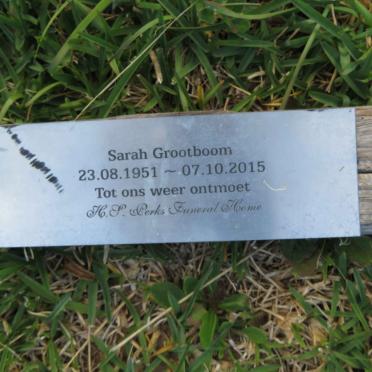 Sarah Grootboom
23.08.1951 ~ 07.10.2015
Tot ons weer ontmoet
H.S. Perks Funeral Home